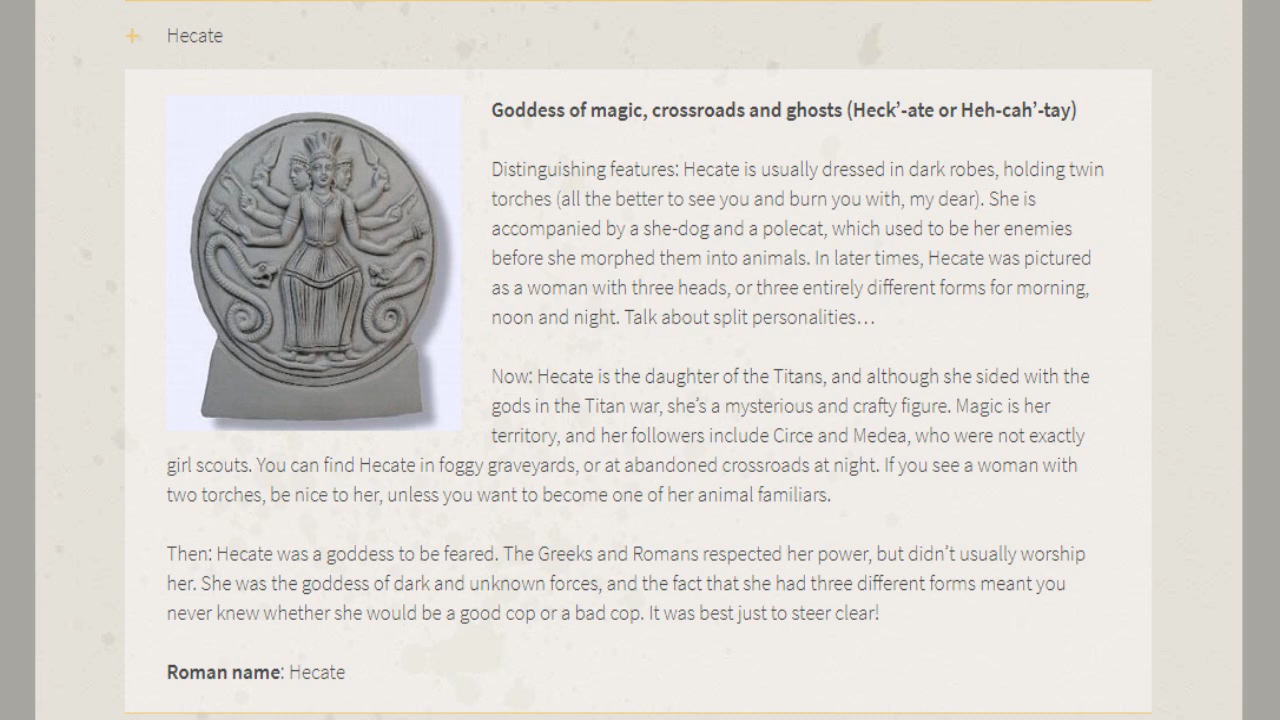 Hecate
Goddess of magic, crossroads and ghosts (Heck’-ate or Heh-cah’-tay)
Distinguishing features: Hecate is usually dressed in dark robes, holding twin
torches (all the better to see you and burn you with, my dear). She is
accompanied by a she-dog and a polecat, which used to be her enemies
before she morphed them into animals. In later times, Hecate was pictured
as a woman with three heads, or three entirely different forms for morning,
noon and night. Talk about split personalities…
Now: Hecate is the daughter of the Titans, and although she sided with the
gods in the Titan war, she’s a mysterious and crafty figure. Magic is her
territory, and her followers include Circe and Medea, who were not exactly
girl scouts. You can find Hecate in foggy graveyards, or at abandoned crossroads at night. If you see a woman with
two torches, be nice to her, unless you want to become one of her animal familiars.
Then: Hecate was a goddess to be feared. The Greeks and Romans respected her power, but didn’t usually worship
her. She was the goddess of dark and unknown forces, and the fact that she had three different forms meant you
never knew whether she would be a good cop or a bad cop. It was best just to steer clear!
Roman name: Hecate